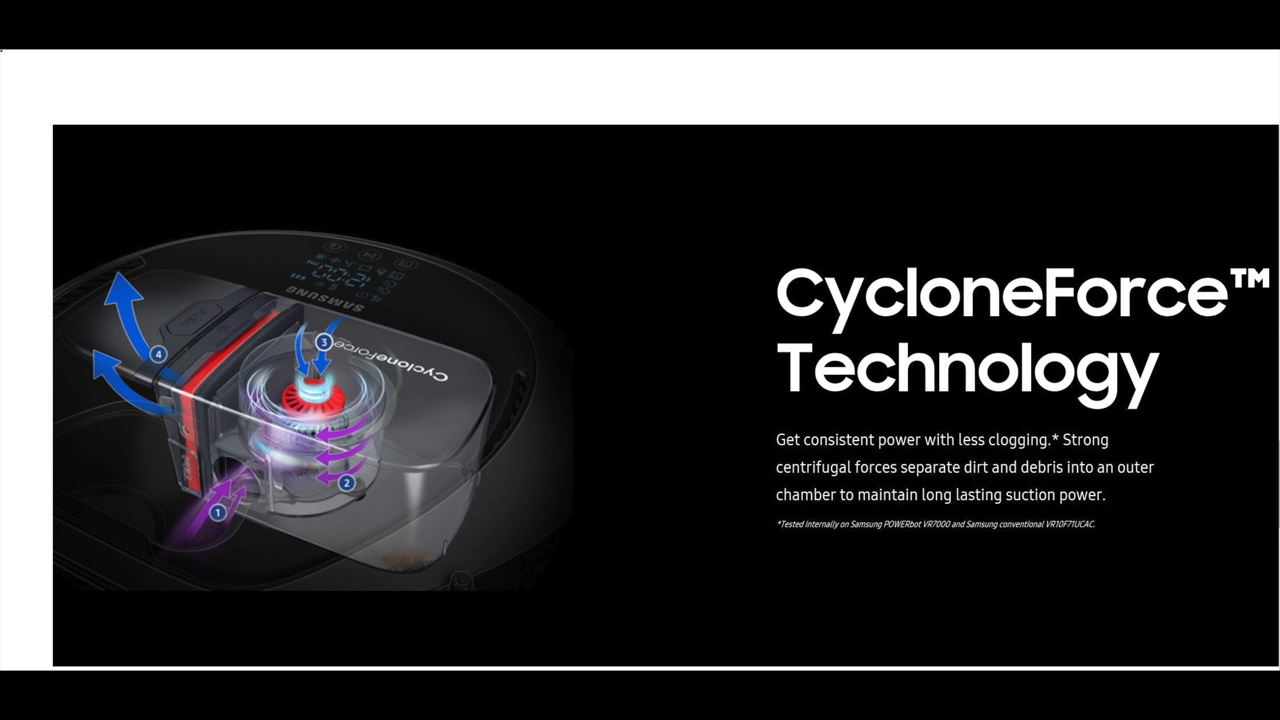 SAMSUNG
CycloneForce
4
3
2
1
CycloneForce™
Technology
Get consistent power with less clogging.* Strong
centrifugal forces separate dirt and debris into an outer
chamber to maintain long lasting suction power.
*Tested internally on Samsung POWERbot VR7000 and Samsung conventional VR10F71UCAC.